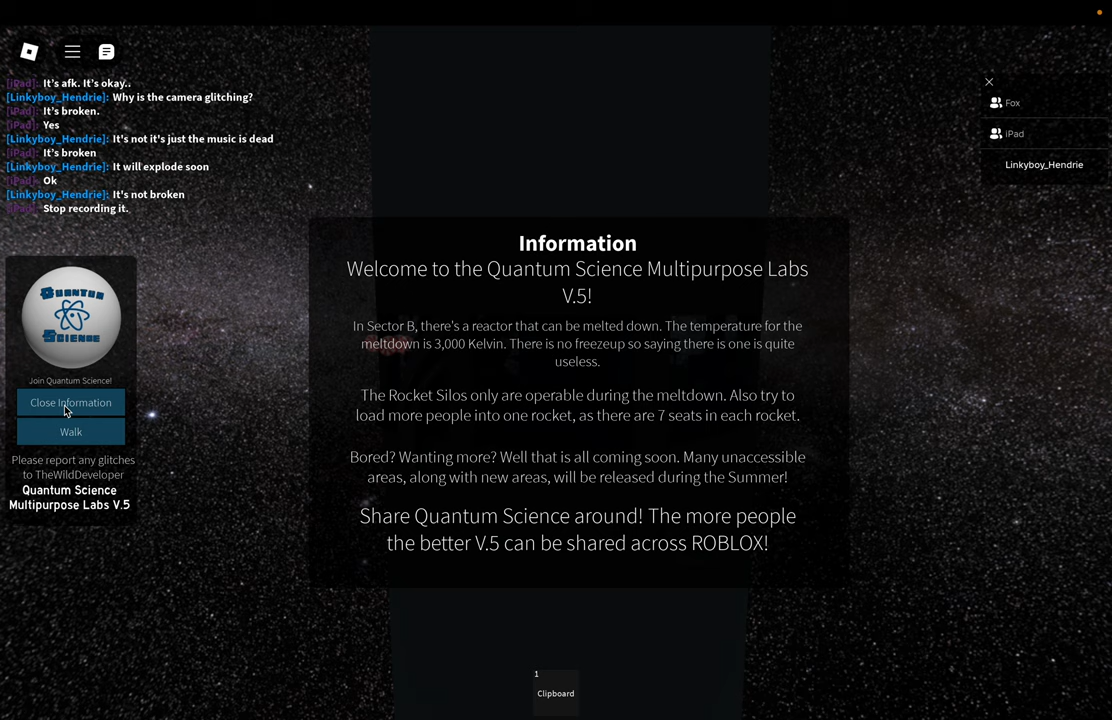 [iPad]: It's afk. It's okay..
[Linkyboy_Hendrie]: Why is the camera glitching?
[iPad]: It's broken.
[iPad]: Yes
[Linkyboy_Hendrie]: It's not it's just the music is dead
[iPad]: It's broken
[Linkyboy_Hendrie]: It will explode soon
[iPad]: Ok
[Linkyboy_Hendrie]: It's not broken
[iPad]: Stop recording it.
Fox
iPad
Linkyboy_Hendrie
QUANTUM
SCIENCE
Join Quantum Science!
Close Information
Walk
Please report any glitches
to TheWildDeveloper
Quantum Science
Multipurpose Labs V.5
Information
Welcome to the Quantum Science Multipurpose Labs
V.5!
In Sector B, there's a reactor that can be melted down. The temperature for the
meltdown is 3,000 Kelvin. There is no freezeup so saying there is one is quite
useless.
The Rocket Silos only are operable during the meltdown. Also try to
load more people into one rocket, as there are 7 seats in each rocket.
Bored? Wanting more? Well that is all coming soon. Many unaccessible
areas, along with new areas, will be released during the Summer!
Share Quantum Science around! The more people
the better V.5 can be shared across ROBLOX!
1
Clipboard